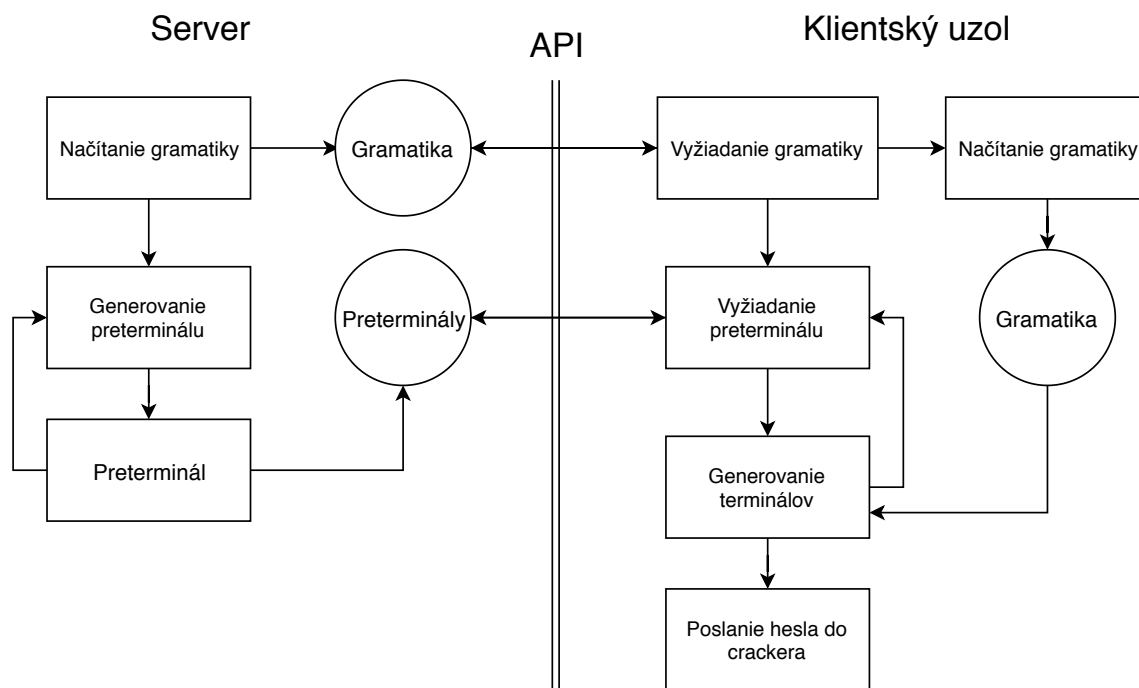 Server
API
Klientský uzol
Načítanie gramatiky
Gramatika
Vyžiadanie gramatiky
Načítanie gramatiky
Generovanie
preterminálu
Preterminály
Vyžiadanie
preterminálu
Gramatika
Preterminál
Generovanie
terminálov
Poslanie hesla do
crackera